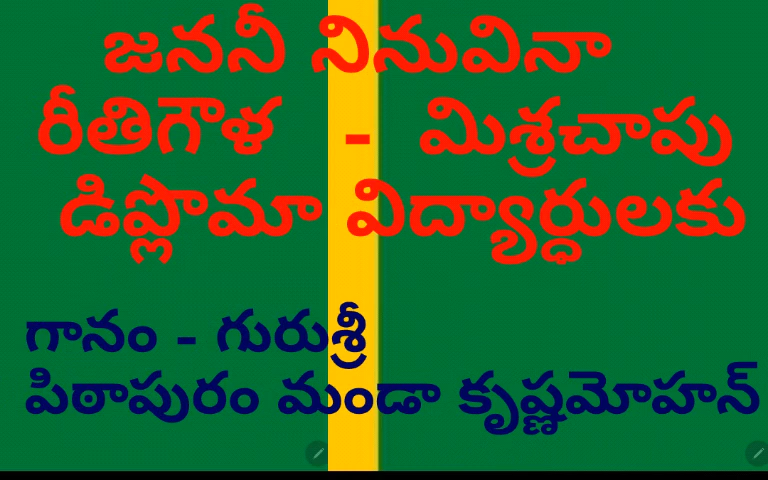 జననీ నినువినా
రీతిగౌళ - మిశ్రచాపు
డిప్లొమా విద్యార్ధులకు
గానం - గురుశ్రీ
పిఠాపురం మండా కృష్ణమోహన్